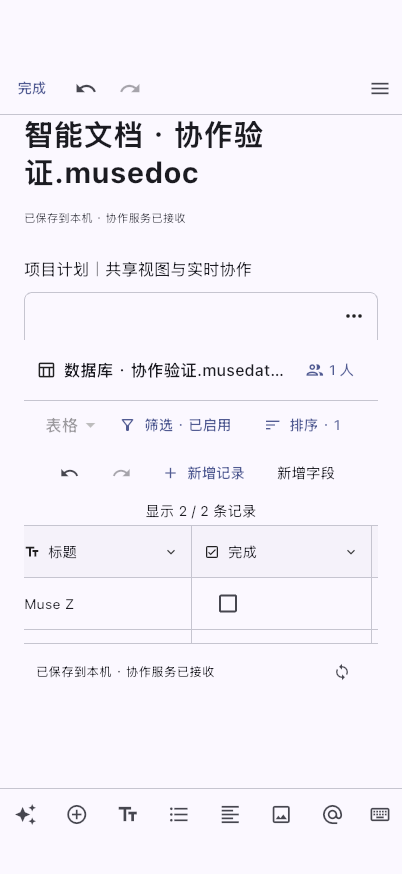 完成
智能文档 · 协作验
证.musedoc
已保存到本机 · 协作服务已接收
项目计划｜共享视图与实时协作
数据库 · 协作验证.musedat...
1 人
表格
筛选 · 已启用
排序 · 1
新增记录
新增字段
显示 2 / 2 条记录
标题
完成
Muse Z
已保存到本机 · 协作服务已接收